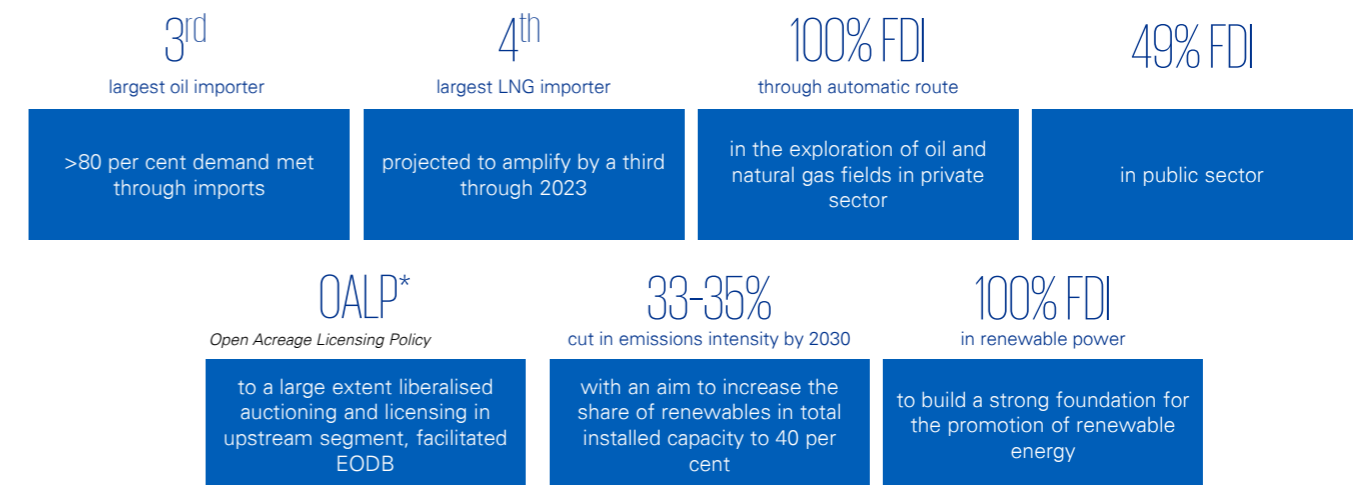 3rd
largest oil importer
>80 per cent demand met
through imports
4th
largest LNG importer
projected to amplify by a third
through 2023
100% FDI
through automatic route
in the exploration of oil and
natural gas fields in private
sector
49% FDI
in public sector
OALP*
Open Acreage Licensing Policy
to a large extent liberalised
auctioning and licensing in
upstream segment, facilitated
EODB
33-35%
cut in emissions intensity by 2030
with an aim to increase the
share of renewables in total
installed capacity to 40 per
cent
100% FDI
in renewable power
to build a strong foundation for
the promotion of renewable
energy